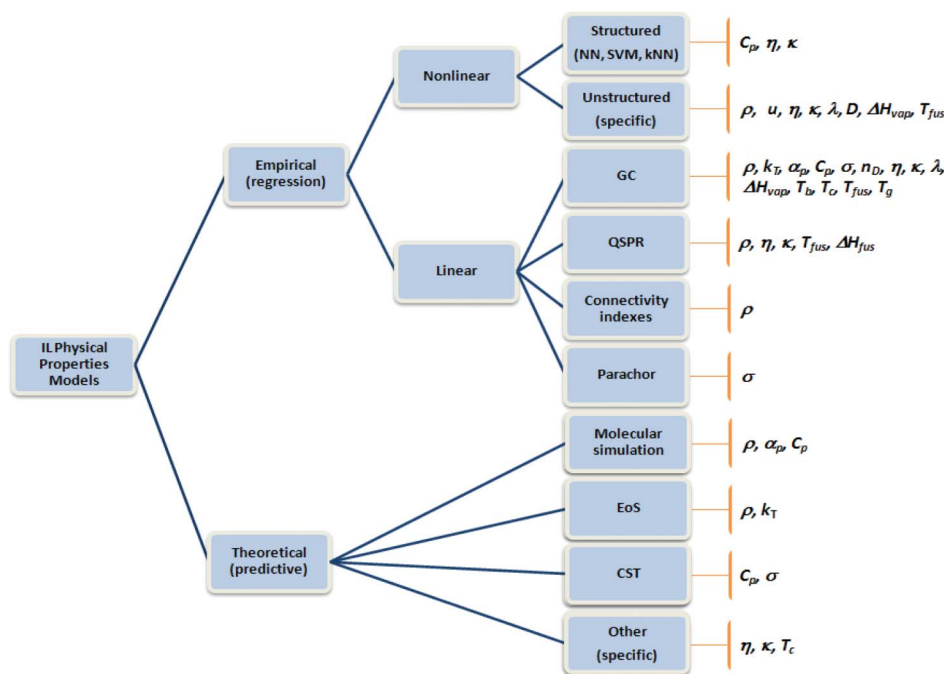 Structured
(NN, SVM, kNN)
Cp, η, κ
Nonlinear
Unstructured
(specific)
ρ, u, η, κ, λ, D, ΔHvap, Tfus
Empirical
(regression)
GC
ρ, kT, αp, Cp, σ, nD, η, κ, λ,
ΔHvap, Tb, Tc, Tfus, Tg
QSPR
ρ, η, κ, Tfus, ΔHfus
Linear
Connectivity
indexes
ρ
IL Physical
Properties
Models
Parachor
σ
Molecular
simulation
ρ, αp, Cp
EoS
ρ, kT
Theoretical
(predictive)
CST
Cp, σ
Other
(specific)
η, κ, Tc